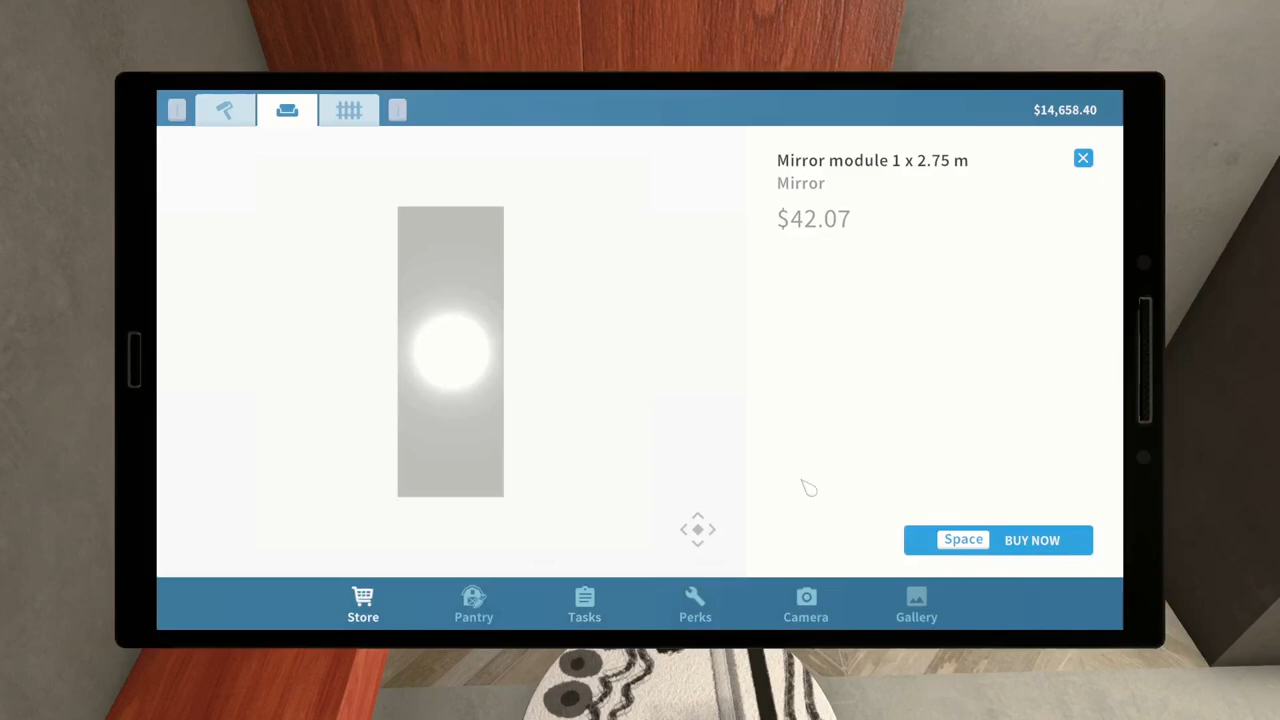 $14,658.40
Mirror module 1 x 2.75 m
Mirror
$42.07
Space BUY NOW
Store Pantry Tasks Perks Camera Gallery